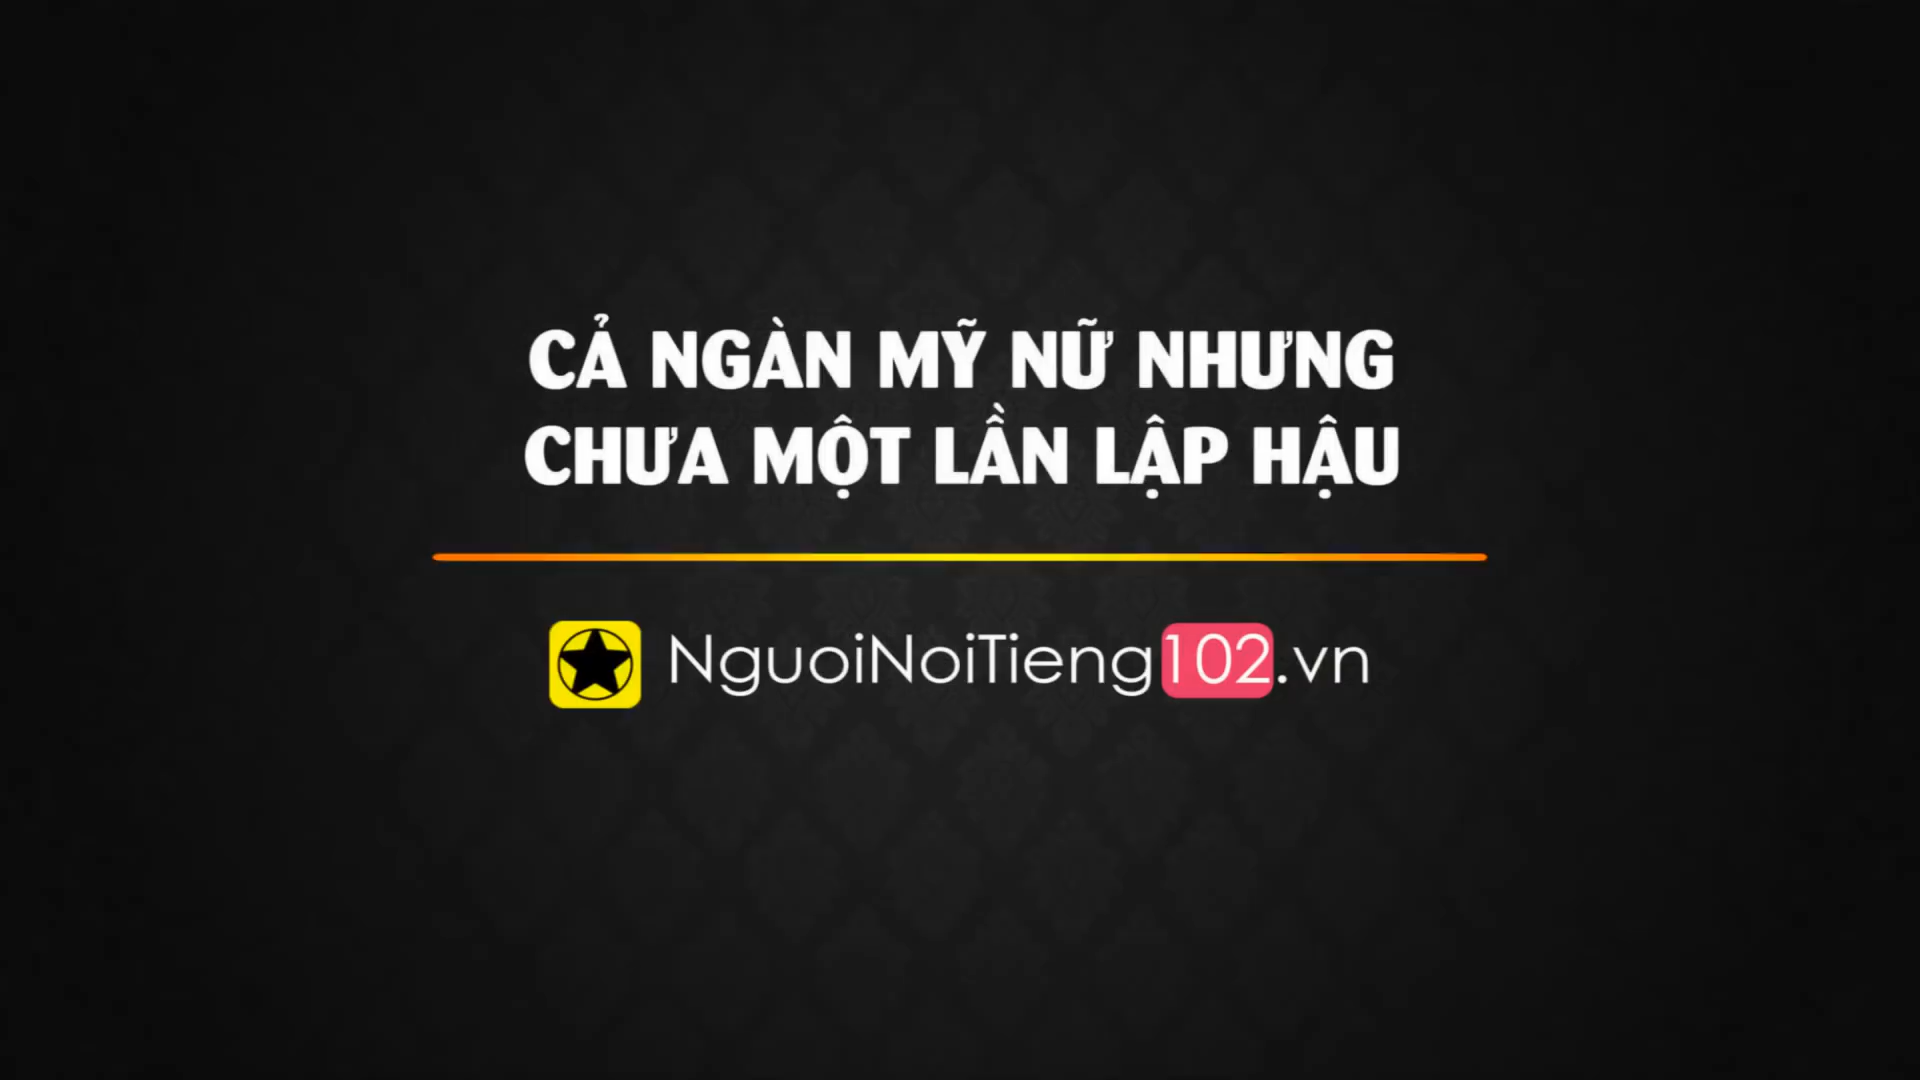 CẢ NGÀN MỸ NỮ NHƯNG
CHƯA MỘT LẦN LẬP HẬU
NguoiNoiTieng102.vn